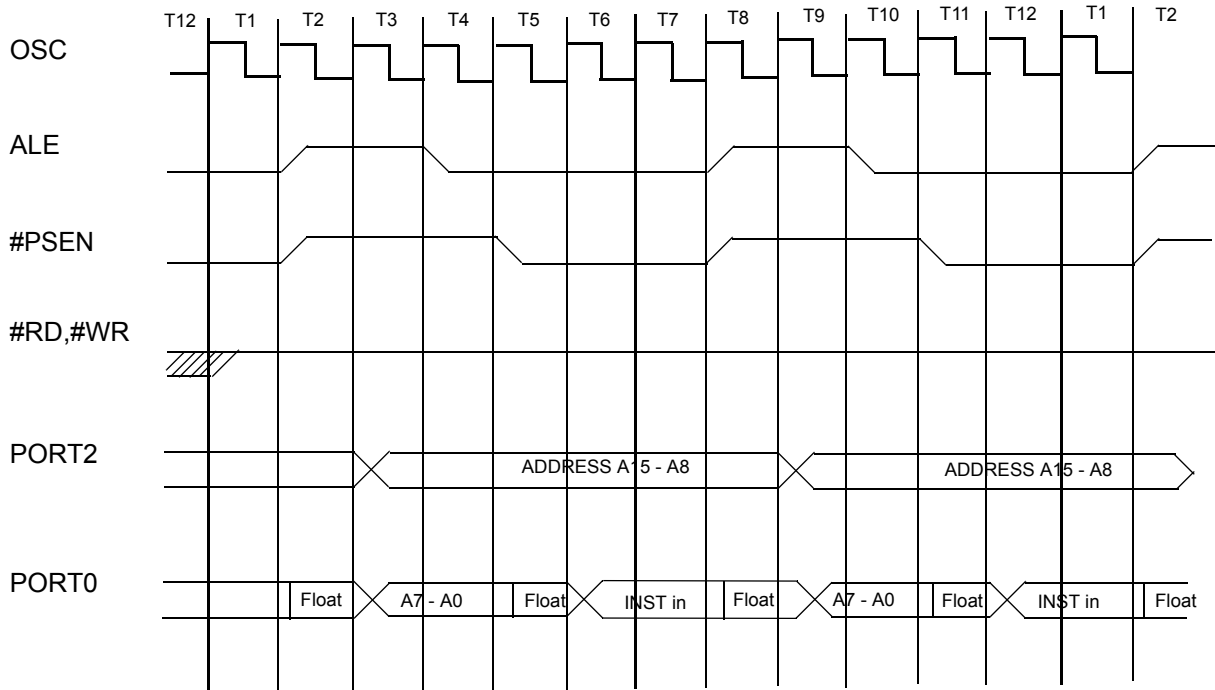 T12 T1 T2 T3 T4 T5 T6 T7 T8 T9 T10 T11 T12 T1 T2
OSC
ALE
#PSEN
#RD,#WR
PORT2 ADDRESS A15 - A8 ADDRESS A15 - A8
PORT0 Float A7 - A0 Float INST in Float A7 - A0 Float INST in Float